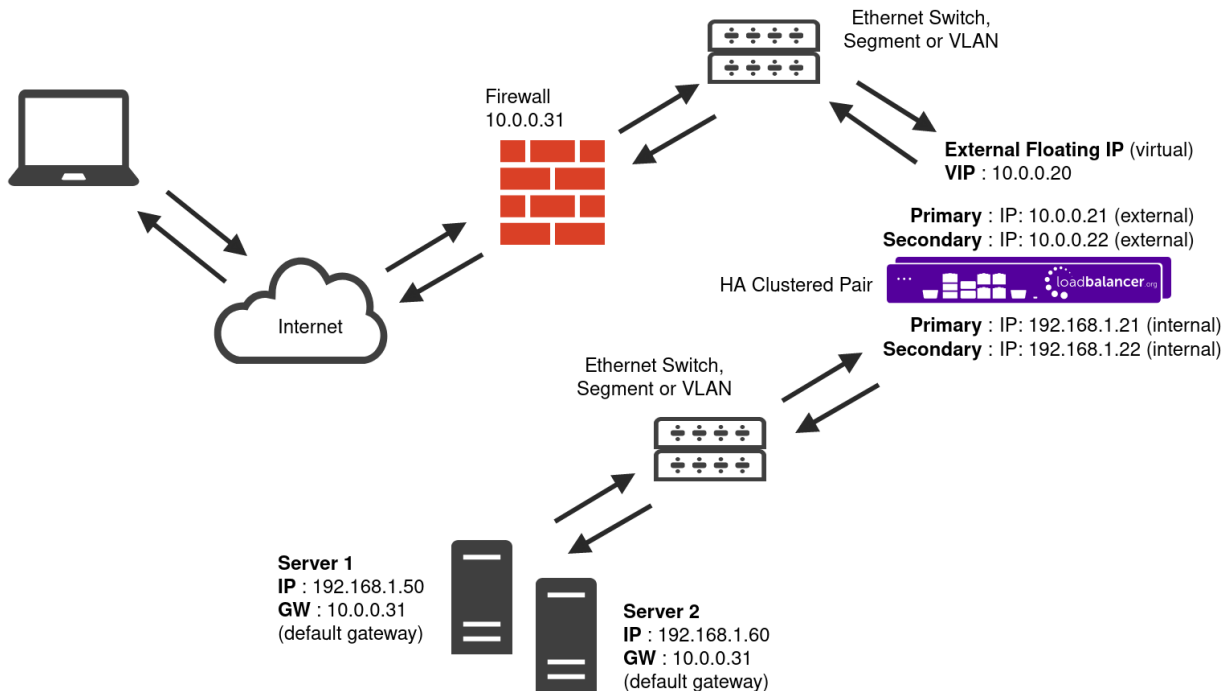 Ethernet Switch,
Segment or VLAN
Firewall
10.0.0.31
External Floating IP (virtual)
VIP : 10.0.0.20
Primary : IP: 10.0.0.21 (external)
Secondary : IP: 10.0.0.22 (external)
HA Clustered Pair
loadbalancer.org
Internet
Primary : IP: 192.168.1.21 (internal)
Secondary : IP: 192.168.1.22 (internal)
Ethernet Switch,
Segment or VLAN
Server 1
IP : 192.168.1.50
GW : 10.0.0.31
(default gateway)
Server 2
IP : 192.168.1.60
GW : 10.0.0.31
(default gateway)